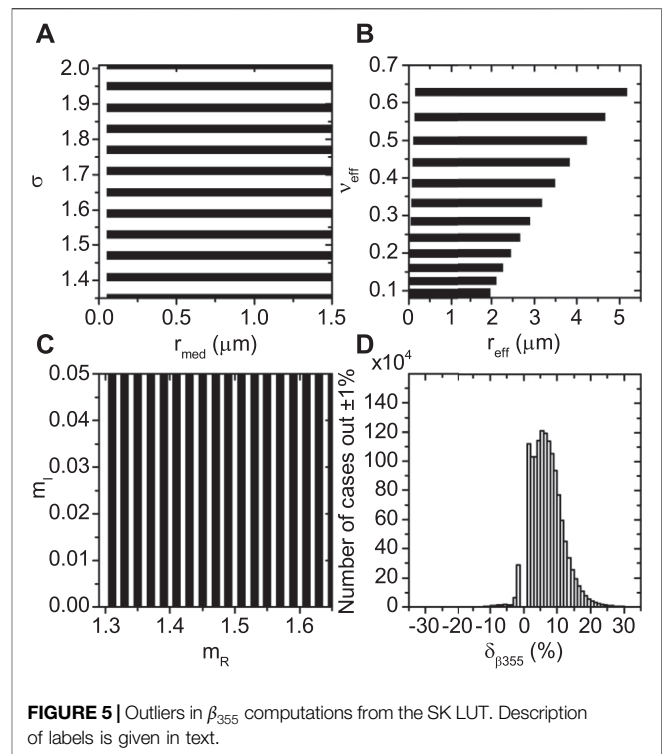 A
B
2.0
1.9
1.8
1.7
1.6
1.5
1.4
σ
0.0 0.5 1.0 1.5
r_med (μm)
0.7
0.6
0.5
0.4
0.3
0.2
0.1
ν_eff
0 1 2 3 4 5
r_eff (μm)
C
D
0.05
0.04
0.03
0.02
0.01
0.00
m_I
1.3 1.4 1.5 1.6
m_R
x10⁴
140
120
100
80
60
40
20
0
Number of cases out ±1%
-30 -20 -10 0 10 20 30
δ_β355 (%)
FIGURE 5 | Outliers in β₃₅₅ computations from the SK LUT. Description
of labels is given in text.